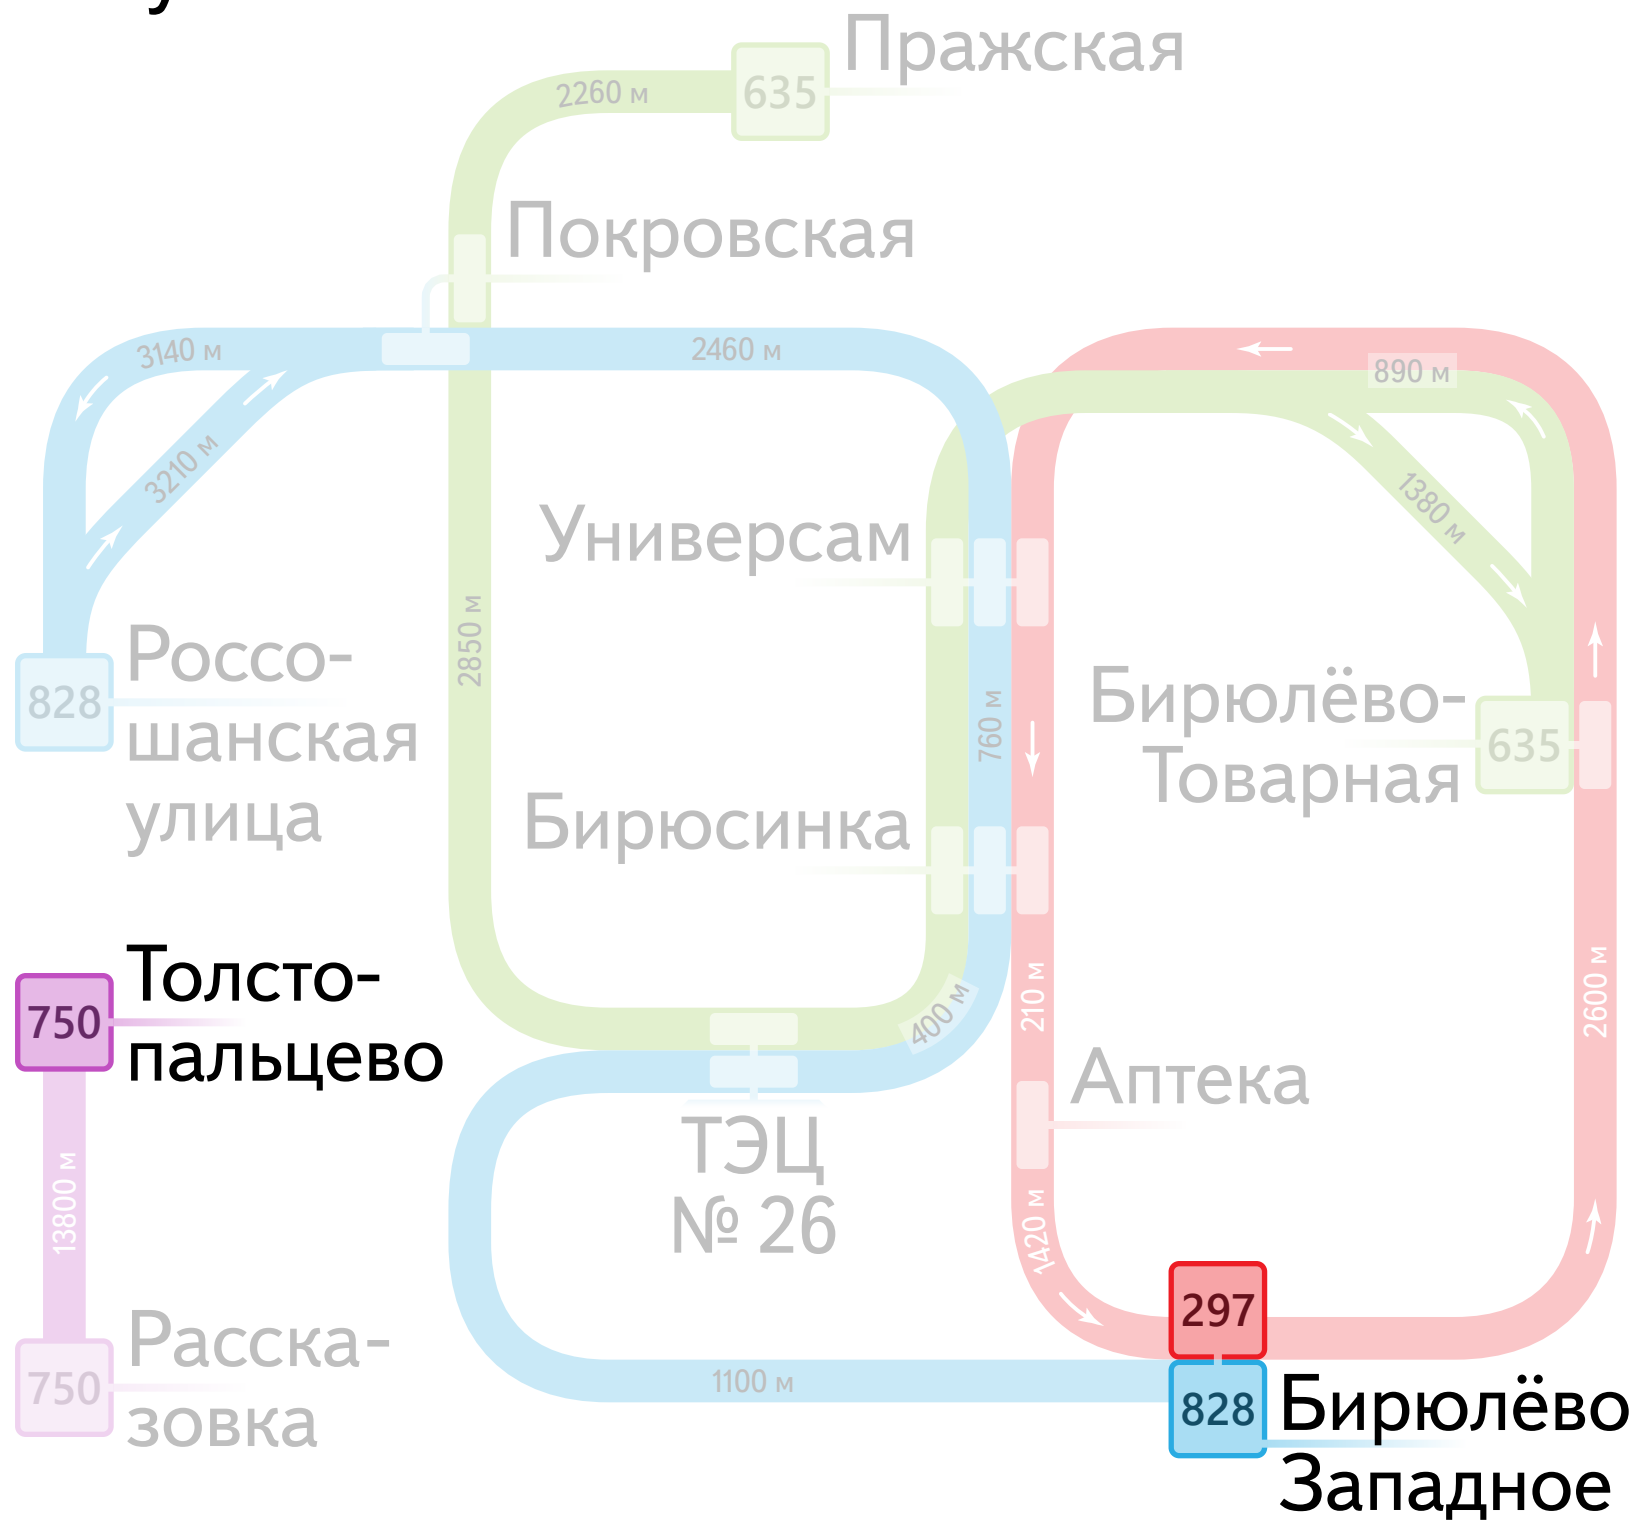 Пражская
635
2260 м
Покровская
3140 м
2460 м
890 м
3210 м
1380 м
Универсам
2850 м
760 м
Россо-
шанская
улица
828
Бирюлёво-
Товарная
635
Бирюсинка
Толсто-
пальцево
750
400 м
210 м
2600 м
Аптека
ТЭЦ
№ 26
13800 м
1420 м
297
Расска-
зовка
750
1100 м
828
Бирюлёво
Западное